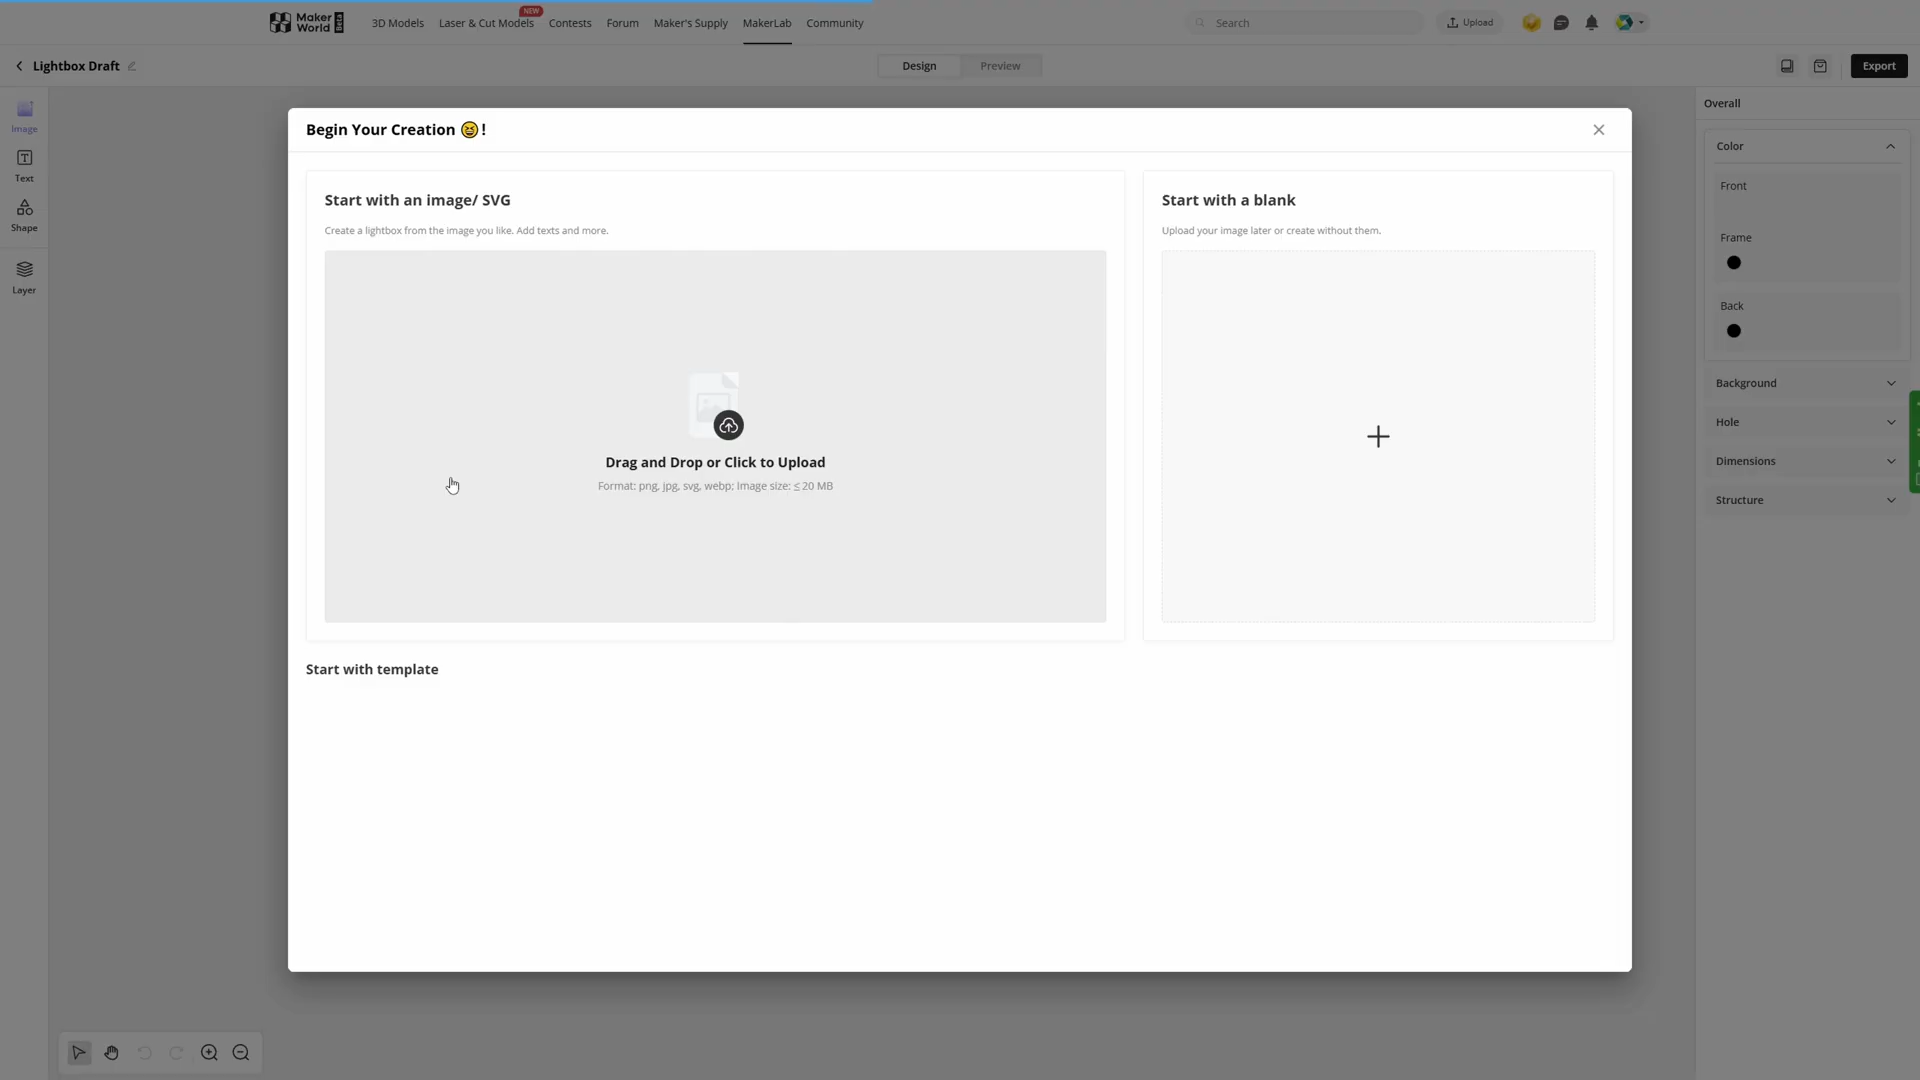 Maker
World
Beta
3D Models
Laser & Cut Models
NEW
Contests
Forum
Maker's Supply
MakerLab
Community
Search
Upload
Lightbox Draft
Design
Preview
Export
Image
Text
Shape
Layer
Begin Your Creation 😆 !
Start with an image/ SVG
Create a lightbox from the image you like. Add texts and more.
Drag and Drop or Click to Upload
Format: png, jpg, svg, webp; Image size: ≤ 20 MB
Start with a blank
Upload your image later or create without them.
Start with template
Overall
Color
Front
Frame
Back
Background
Hole
Dimensions
Structure